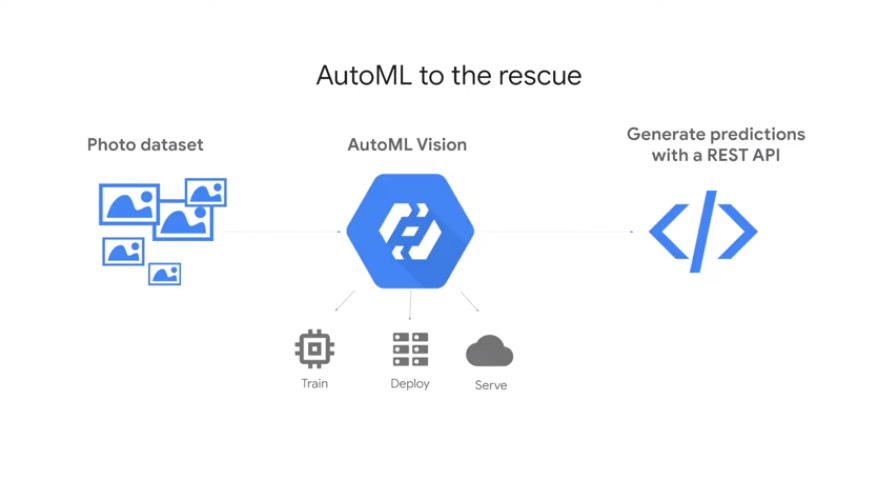 AutoML to the rescue
Photo dataset
AutoML Vision
Generate predictions
with a REST API
Train
Deploy
Serve